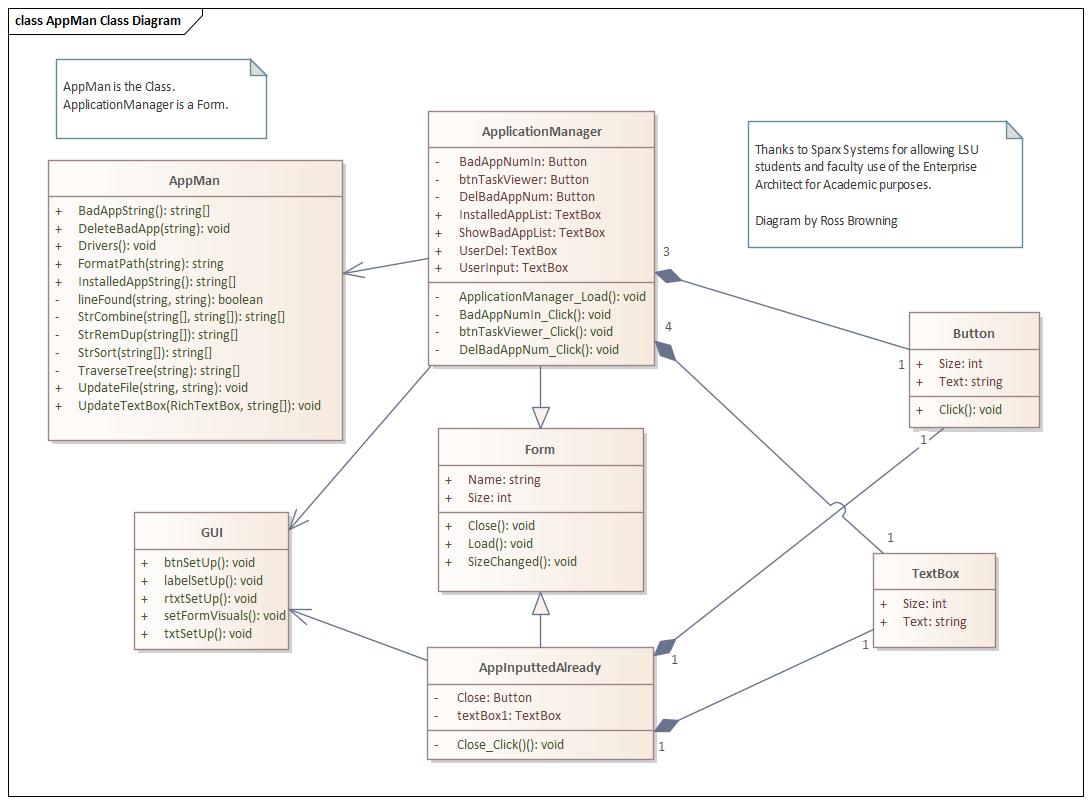 class AppMan Class Diagram
AppMan is the Class.
ApplicationManager is a Form.
AppMan
+ BadAppString(): string[]
+ DeleteBadApp(string): void
+ Drivers(): void
+ FormatPath(string): string
+ InstalledAppString(): string[]
- lineFound(string, string): boolean
- StrCombine(string[], string[]): string[]
- StrRemDup(string[]): string[]
- StrSort(string[]): string[]
- TraverseTree(string): string[]
+ UpdateFile(string, string): void
+ UpdateTextBox(RichTextBox, string[]): void
ApplicationManager
- BadAppNumIn: Button
- btnTaskViewer: Button
- DelBadAppNum: Button
+ InstalledAppList: TextBox
+ ShowBadAppList: TextBox
+ UserDel: TextBox
+ UserInput: TextBox
- ApplicationManager_Load(): void
- BadAppNumIn_Click(): void
- btnTaskViewer_Click(): void
- DelBadAppNum_Click(): void
Thanks to Sparx Systems for allowing LSU
students and faculty use of the Enterprise
Architect for Academic purposes.
Diagram by Ross Browning
3
4
1
Button
+ Size: int
+ Text: string
+ Click(): void
1
Form
+ Name: string
+ Size: int
+ Close(): void
+ Load(): void
+ SizeChanged(): void
GUI
+ btnSetUp(): void
+ labelSetUp(): void
+ rtxtSetUp(): void
+ setFormVisuals(): void
+ txtSetUp(): void
1
TextBox
+ Size: int
+ Text: string
1
AppInputtedAlready
- Close: Button
- textBox1: TextBox
- Close_Click()(): void
1
1